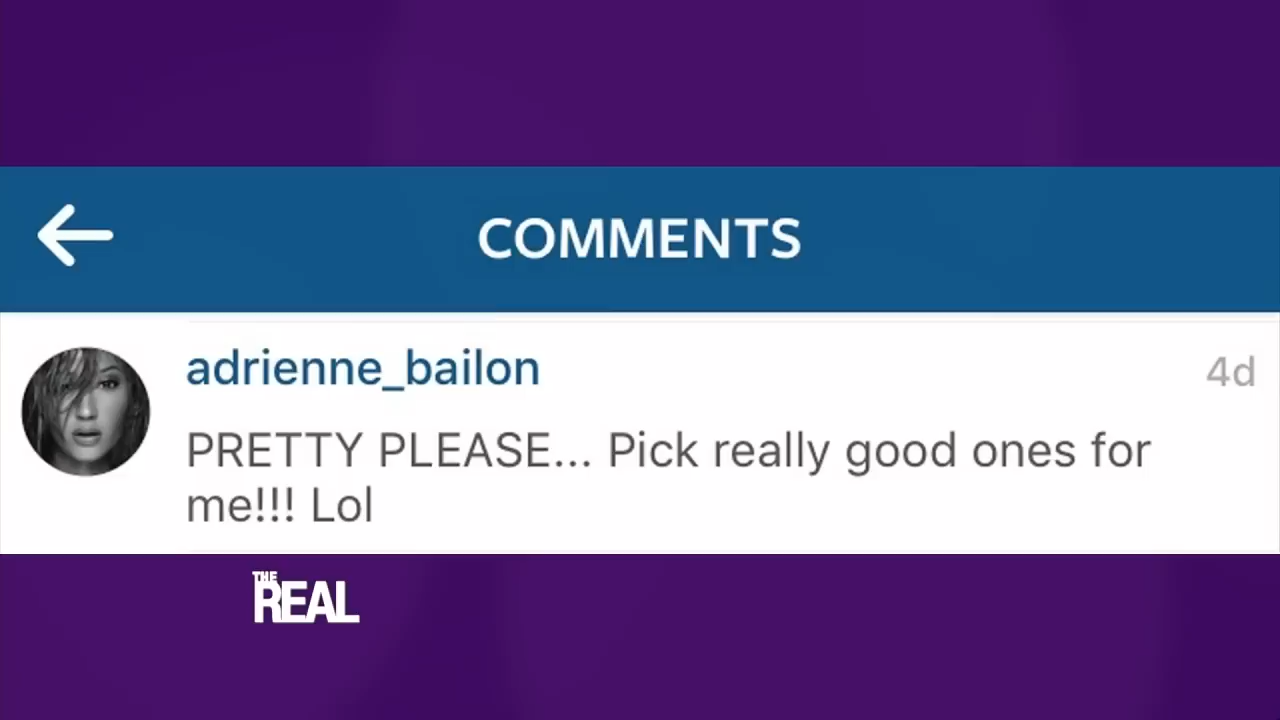 COMMENTS
adrienne_bailon
4d
PRETTY PLEASE... Pick really good ones for
me!!! Lol
THE
REAL